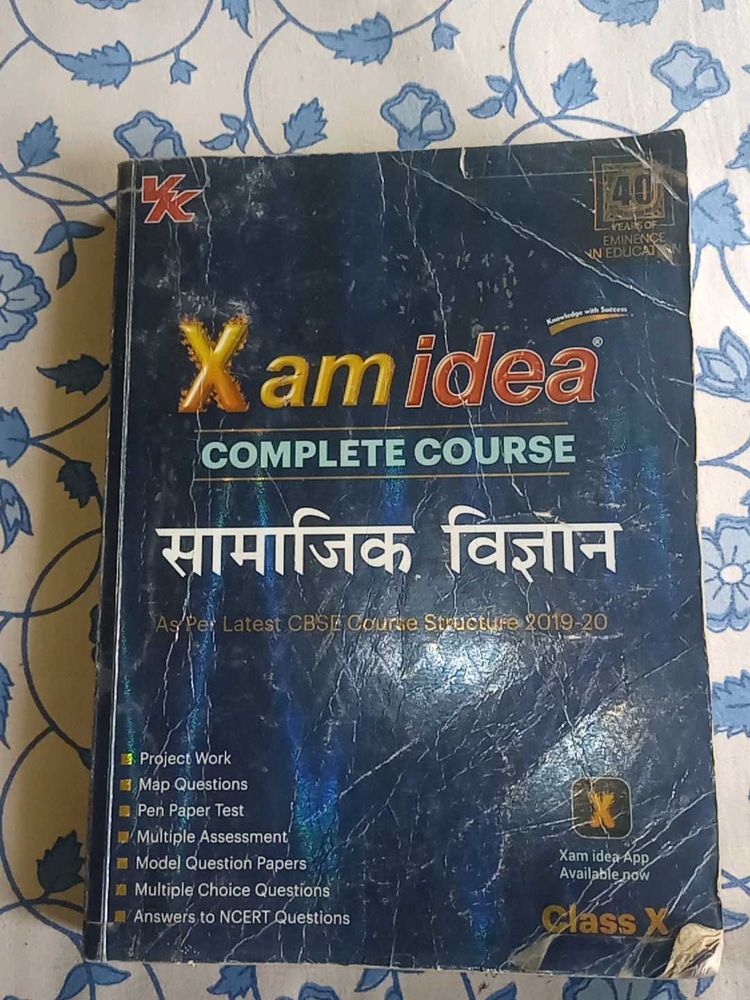 VK
40
YEARS OF
EMINENCE
IN EDUCATION
Knowledge with Success
Xam idea®
COMPLETE COURSE
सामाजिक विज्ञान
As Per Latest CBSE Course Structure 2019-20
Project Work
Map Questions
Pen Paper Test
Multiple Assessment
Model Question Papers
Multiple Choice Questions
Answers to NCERT Questions
X
Xam idea App
Available now
Class X